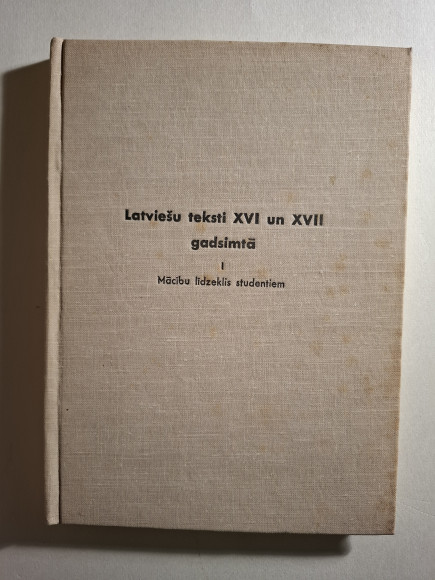 Latviešu teksti XVI un XVII
gadsimtā
I
Mācību līdzeklis studentiem